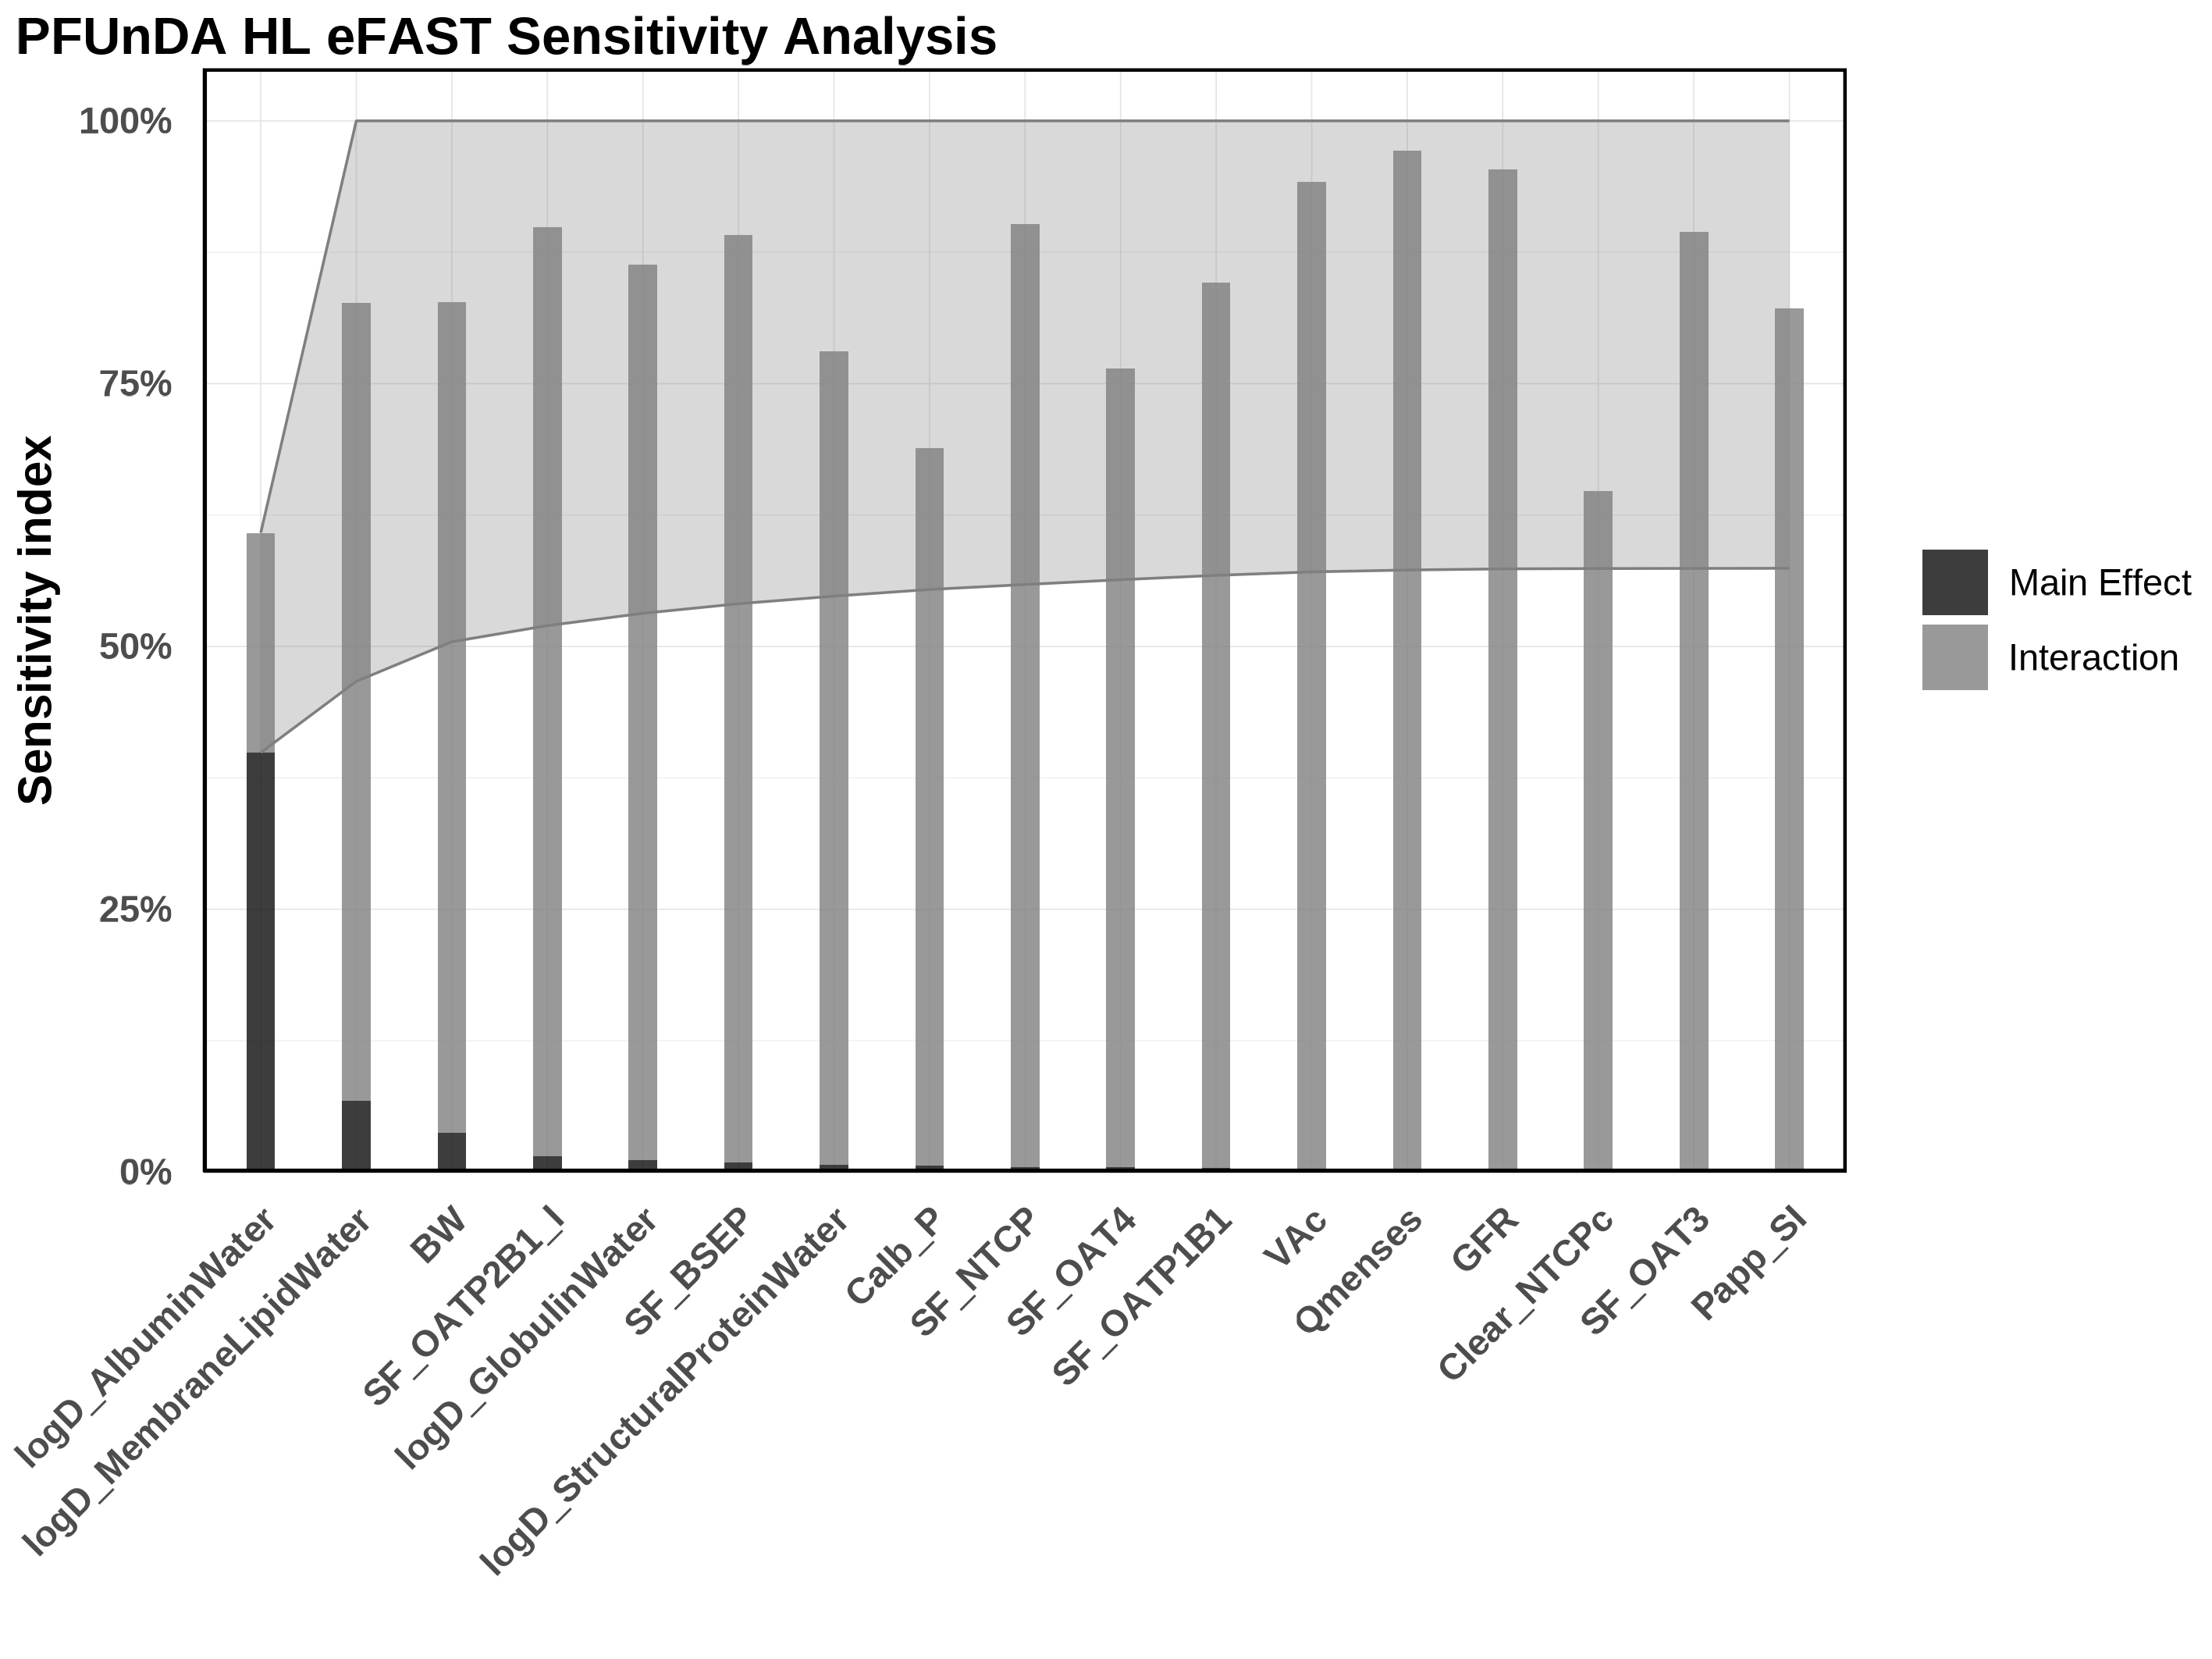 PFUnDA HL eFAST Sensitivity Analysis
Sensitivity index
100%
75%
50%
25%
0%
logD_AlbuminWater
logD_MembraneLipidWater
BW
SF_OATP2B1_I
logD_GlobulinWater
SF_BSEP
logD_StructuralProteinWater
Calb_P
SF_NTCP
SF_OAT4
SF_OATP1B1
VAc
Qmenses
GFR
Clear_NTCPc
SF_OAT3
Papp_SI
Main Effect
Interaction